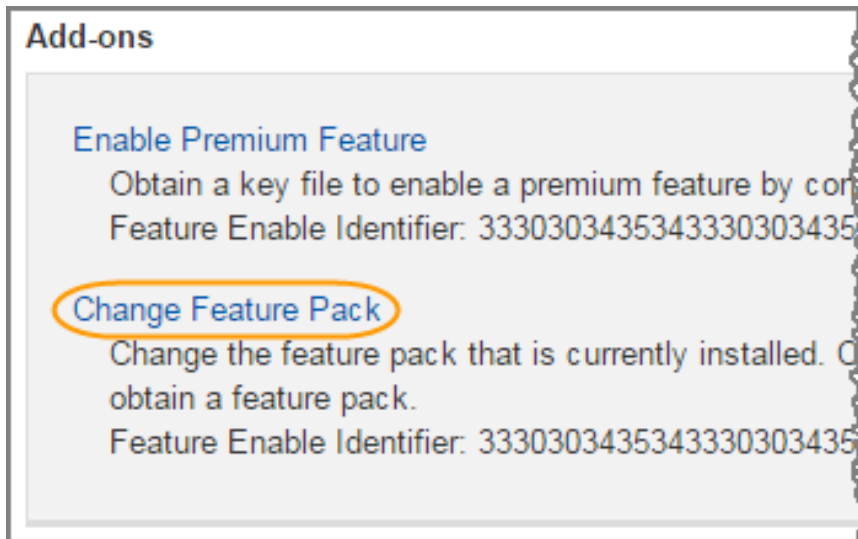 Add-ons
Enable Premium Feature
Obtain a key file to enable a premium feature by
Feature Enable Identifier: 3330303435343330303435
Change Feature Pack
Change the feature pack that is currently installed.
obtain a feature pack.
Feature Enable Identifier: 3330303435343330303435